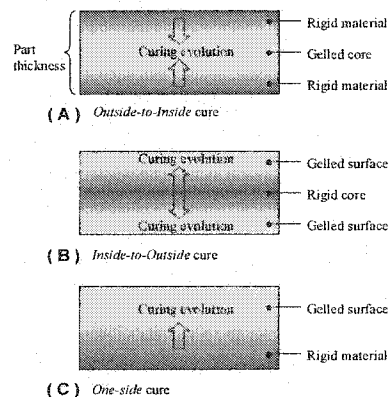 Rigid material
Part thickness
Curing evolution
Gelled core
Rigid material
(A) Outside-to-Inside cure
Curing evolution
Gelled surface
Rigid core
Curing evolution
Gelled surface
(B) Inside-to-Outside cure
Curing evolution
Gelled surface
Rigid material
(C) One-side cure